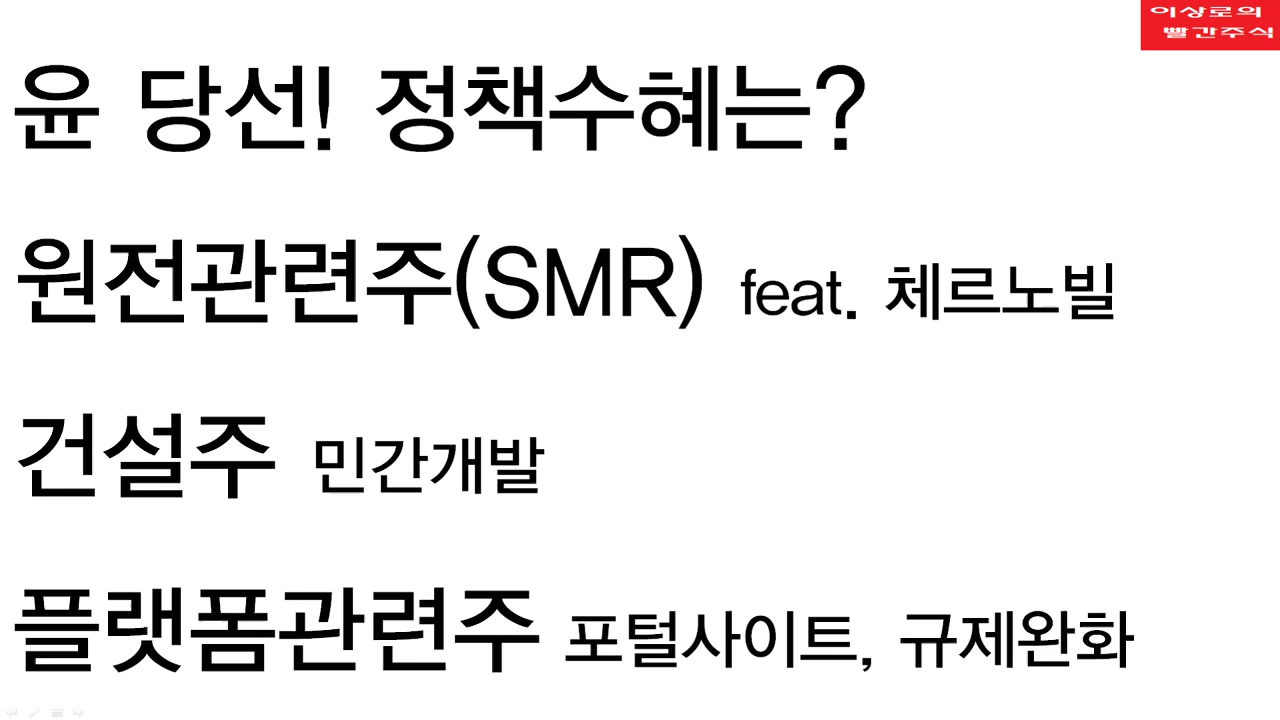 이상로의
빨간주식
윤 당선! 정책수혜는?
원전관련주(SMR) feat. 체르노빌
건설주 민간개발
플랫폼관련주 포털사이트, 규제완화